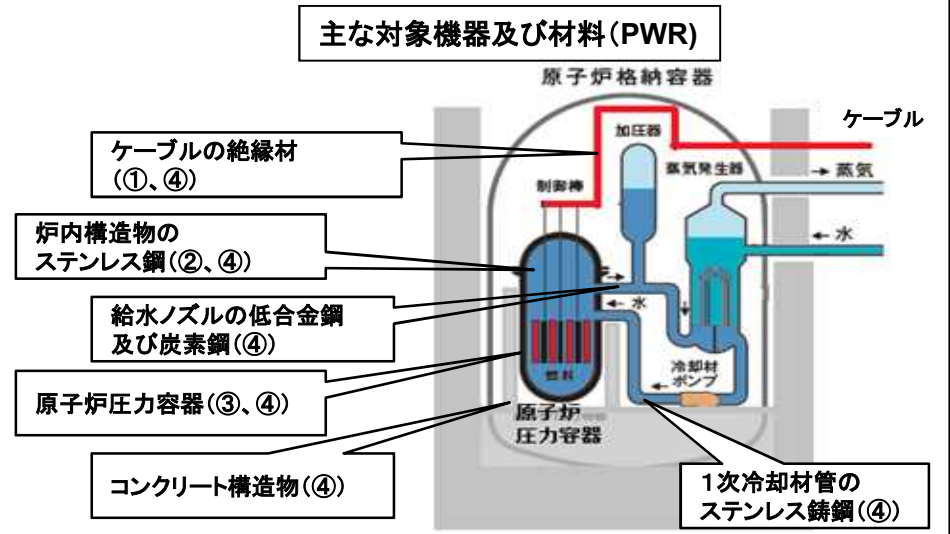 主な対象機器及び材料(PWR)
原子炉格納容器
ケーブル
加圧器
ケーブルの絶縁材
(①、④)
蒸気発生器
→ 蒸気
制御棒
炉内構造物の
ステンレス鋼(②、④)
← 水
給水ノズルの低合金鋼
及び炭素鋼(④)
← 水
冷却材
ポンプ
燃料
原子炉圧力容器(③、④)
原子炉
圧力容器
コンクリート構造物(④)
1次冷却材管の
ステンレス鋳鋼(④)